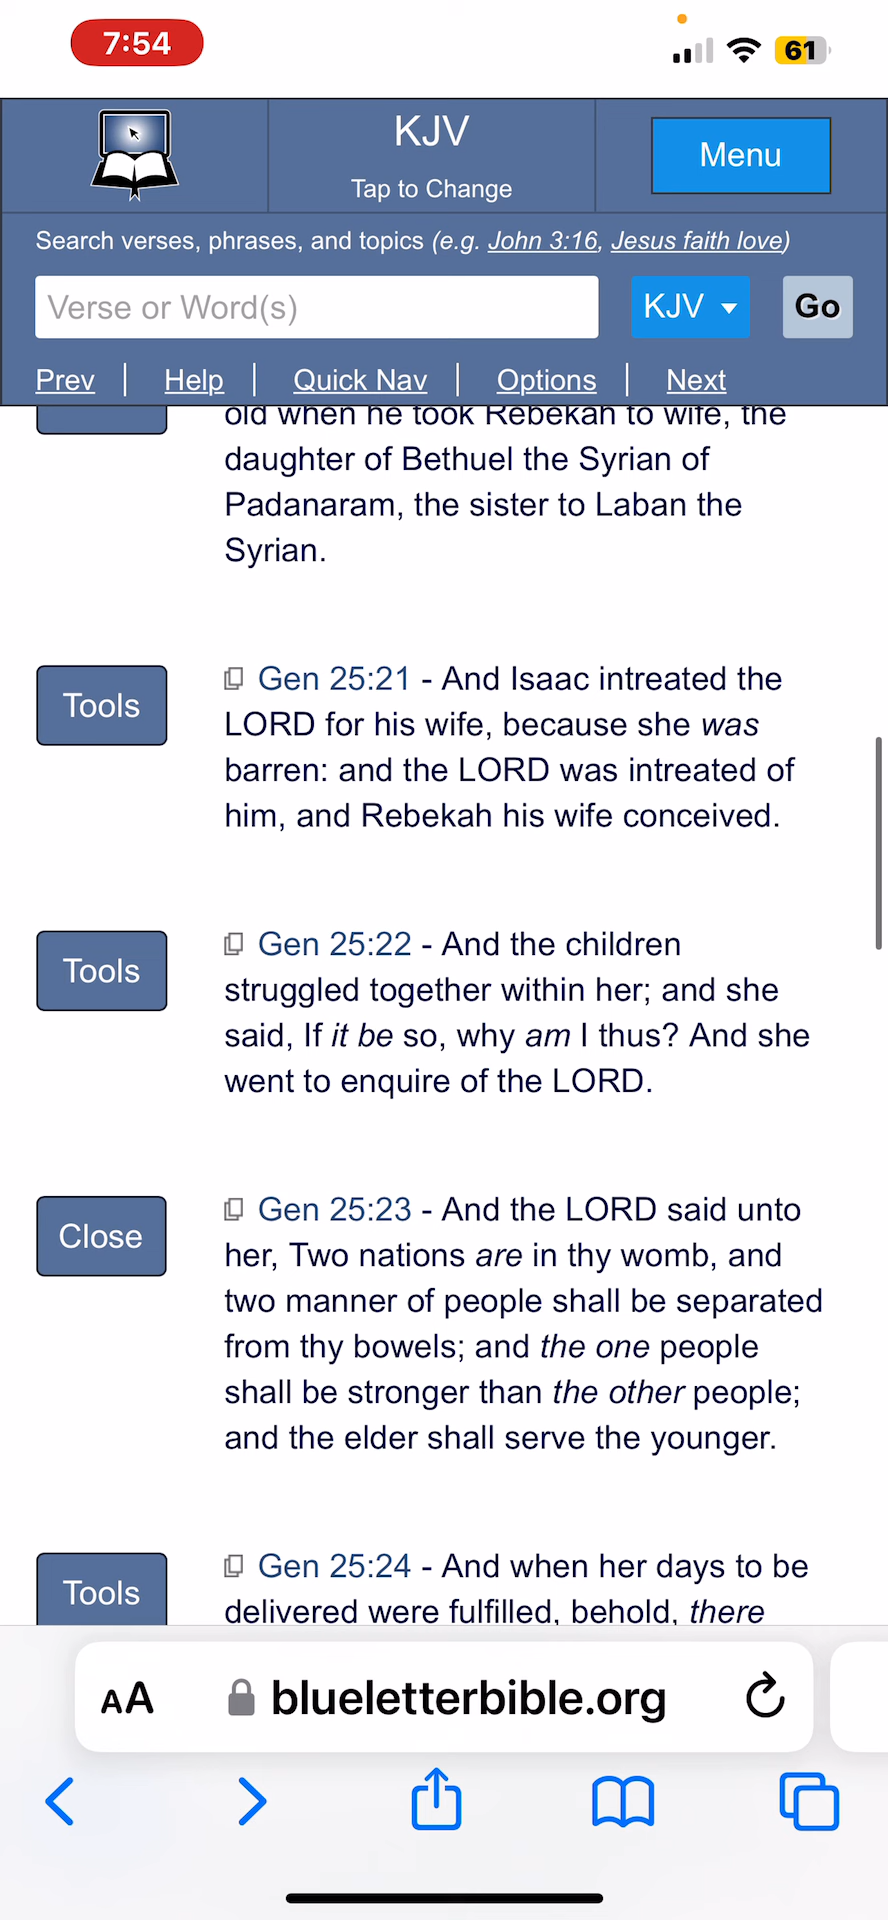 7:54
61
KJV
Tap to Change
Menu
Search verses, phrases, and topics (e.g. John 3:16, Jesus faith love)
Verse or Word(s)
KJV
Go
Prev | Help | Quick Nav | Options | Next
old when he took Rebekah to wife, the
daughter of Bethuel the Syrian of
Padanaram, the sister to Laban the
Syrian.
Tools
Gen 25:21 - And Isaac intreated the
LORD for his wife, because she was
barren: and the LORD was intreated of
him, and Rebekah his wife conceived.
Tools
Gen 25:22 - And the children
struggled together within her; and she
said, If it be so, why am I thus? And she
went to enquire of the LORD.
Close
Gen 25:23 - And the LORD said unto
her, Two nations are in thy womb, and
two manner of people shall be separated
from thy bowels; and the one people
shall be stronger than the other people;
and the elder shall serve the younger.
Tools
Gen 25:24 - And when her days to be
delivered were fulfilled, behold, there
AA
blueletterbible.org